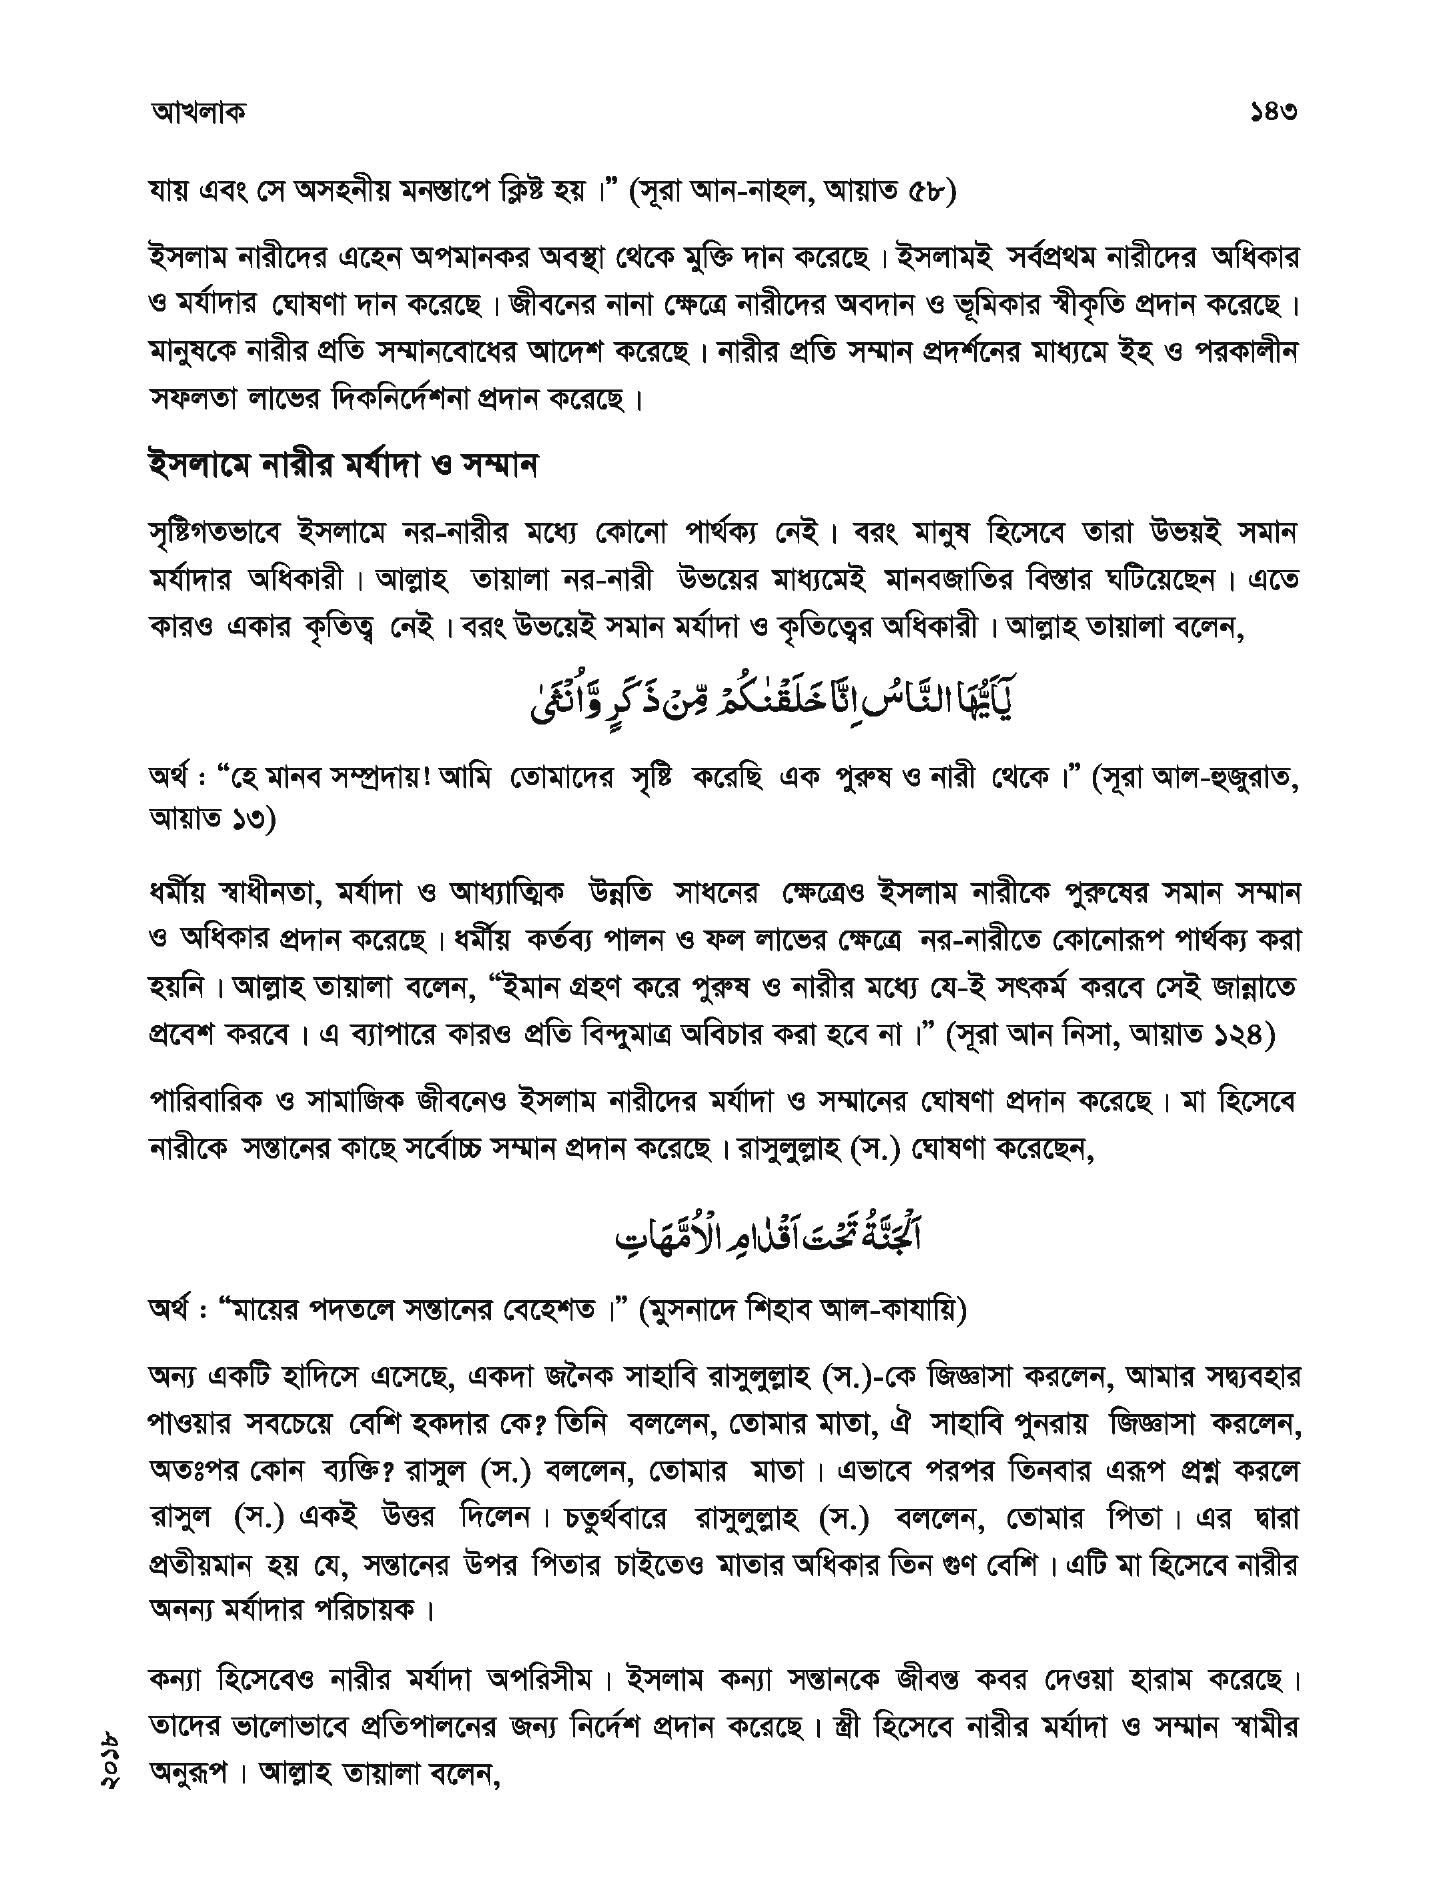 আখলাক ১৪৩
যায় এবং সে অসহনীয় মনস্তাপে ক্লিষ্ট হয়।” (সূরা আন-নাহল, আয়াত ৫৮)
ইসলাম নারীদের এহেন অপমানকর অবস্থা থেকে মুক্তি দান করেছে। ইসলামই সর্বপ্রথম নারীদের অধিকার
ও মর্যাদার ঘোষণা দান করেছে। জীবনের নানা ক্ষেত্রে নারীদের অবদান ও ভূমিকার স্বীকৃতি প্রদান করেছে।
মানুষকে নারীর প্রতি সম্মানবোধের আদেশ করেছে। নারীর প্রতি সম্মান প্রদর্শনের মাধ্যমে ইহ ও পরকালীন
সফলতা লাভের দিকনির্দেশনা প্রদান করেছে।
ইসলামে নারীর মর্যাদা ও সম্মান
সৃষ্টিগতভাবে ইসলামে নর-নারীর মধ্যে কোনো পার্থক্য নেই। বরং মানুষ হিসেবে তারা উভয়ই সমান
মর্যাদার অধিকারী। আল্লাহ তায়ালা নর-নারী উভয়ের মাধ্যমেই মানবজাতির বিস্তার ঘটিয়েছেন। এতে
কারও একার কৃতিত্ব নেই। বরং উভয়েই সমান মর্যাদা ও কৃতিত্বের অধিকারী। আল্লাহ তায়ালা বলেন,
يَآَيُّهَا النَّاسُ اِنَّا خَلَقْنٰكُمْ مِّنْ ذَكَرٍ وَّاُنْثٰى
অর্থ : “হে মানব সম্প্রদায়! আমি তোমাদের সৃষ্টি করেছি এক পুরুষ ও নারী থেকে।” (সূরা আল-হুজুরাত,
আয়াত ১৩)
ধর্মীয় স্বাধীনতা, মর্যাদা ও আধ্যাত্মিক উন্নতি সাধনের ক্ষেত্রেও ইসলাম নারীকে পুরুষের সমান সম্মান
ও অধিকার প্রদান করেছে। ধর্মীয় কর্তব্য পালন ও ফল লাভের ক্ষেত্রে নর-নারীতে কোনোরূপ পার্থক্য করা
হয়নি। আল্লাহ তায়ালা বলেন, “ইমান গ্রহণ করে পুরুষ ও নারীর মধ্যে যে-ই সৎকর্ম করবে সেই জান্নাতে
প্রবেশ করবে। এ ব্যাপারে কারও প্রতি বিন্দুমাত্র অবিচার করা হবে না।” (সূরা আন নিসা, আয়াত ১২৪)
পারিবারিক ও সামাজিক জীবনেও ইসলাম নারীদের মর্যাদা ও সম্মানের ঘোষণা প্রদান করেছে। মা হিসেবে
নারীকে সন্তানের কাছে সর্বোচ্চ সম্মান প্রদান করেছে। রাসুলুল্লাহ (স.) ঘোষণা করেছেন,
اَلْجَنَّةُ تَحْتَ اَقْدَامِ الْاُمَّهَاتِ
অর্থ : “মায়ের পদতলে সন্তানের বেহেশত।” (মুসনাদে শিহাব আল-কাযায়ি)
অন্য একটি হাদিসে এসেছে, একদা জনৈক সাহাবি রাসুলুল্লাহ (স.)-কে জিজ্ঞাসা করলেন, আমার সদ্ব্যবহার
পাওয়ার সবচেয়ে বেশি হকদার কে? তিনি বললেন, তোমার মাতা, ঐ সাহাবি পুনরায় জিজ্ঞাসা করলেন,
অতঃপর কোন ব্যক্তি? রাসুল (স.) বললেন, তোমার মাতা। এভাবে পরপর তিনবার এরূপ প্রশ্ন করলে
রাসুল (স.) একই উত্তর দিলেন। চতুর্থবারে রাসুলুল্লাহ (স.) বললেন, তোমার পিতা। এর দ্বারা
প্রতীয়মান হয় যে, সন্তানের উপর পিতার চাইতেও মাতার অধিকার তিন গুণ বেশি। এটি মা হিসেবে নারীর
অনন্য মর্যাদার পরিচায়ক।
কন্যা হিসেবেও নারীর মর্যাদা অপরিসীম। ইসলাম কন্যা সন্তানকে জীবন্ত কবর দেওয়া হারাম করেছে।
তাদের ভালোভাবে প্রতিপালনের জন্য নির্দেশ প্রদান করেছে। স্ত্রী হিসেবে নারীর মর্যাদা ও সম্মান স্বামীর
অনুরূপ। আল্লাহ তায়ালা বলেন,
২০১৮